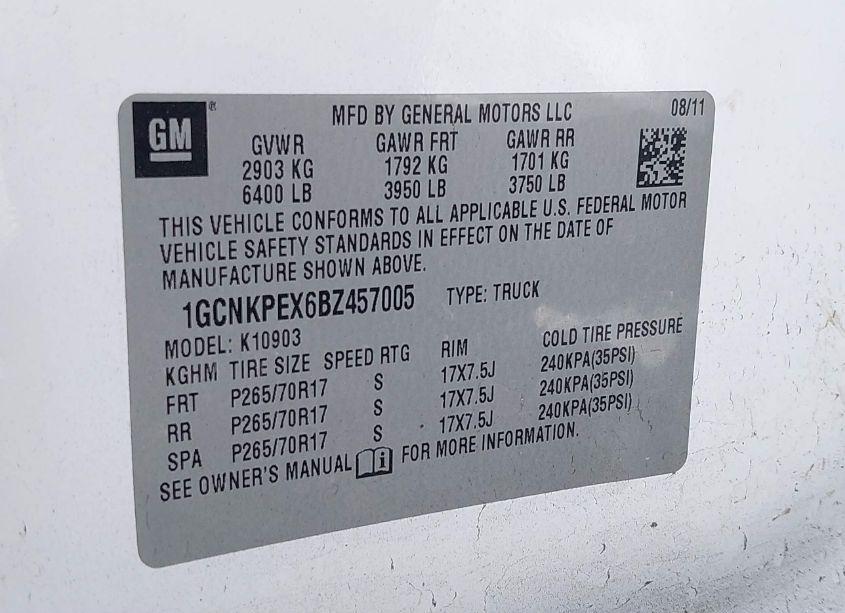 GM ®
MFD BY GENERAL MOTORS LLC 08/11
GVWR GAWR FRT GAWR RR
2903 KG 1792 KG 1701 KG
6400 LB 3950 LB 3750 LB
THIS VEHICLE CONFORMS TO ALL APPLICABLE U.S. FEDERAL MOTOR
VEHICLE SAFETY STANDARDS IN EFFECT ON THE DATE OF
MANUFACTURE SHOWN ABOVE.
1GCNKPEX6BZ457005 TYPE: TRUCK
MODEL: K10903
KGHM TIRE SIZE SPEED RTG RIM COLD TIRE PRESSURE
FRT P265/70R17 S 17X7.5J 240KPA(35PSI)
RR P265/70R17 S 17X7.5J 240KPA(35PSI)
SPA P265/70R17 S 17X7.5J 240KPA(35PSI)
SEE OWNER'S MANUAL i FOR MORE INFORMATION.